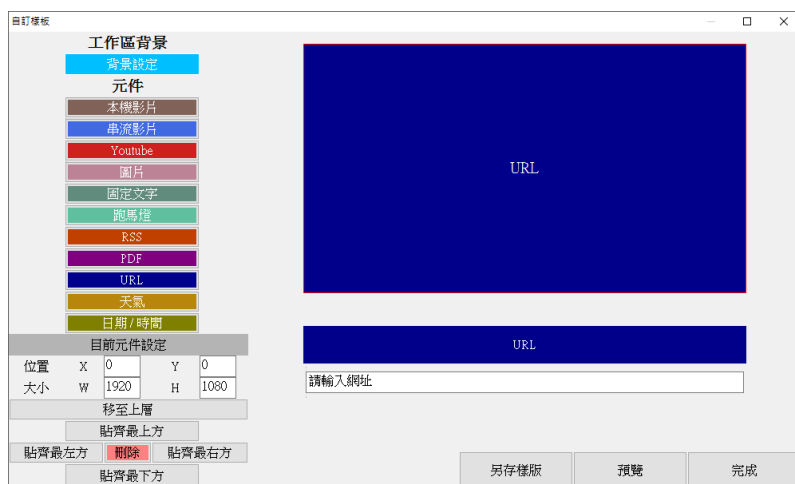 自訂樣板
工作區背景
背景設定
元件
本機影片
串流影片
Youtube
圖片
固定文字
跑馬燈
RSS
PDF
URL
天氣
日期/時間
目前元件設定
位置 X 0 Y 0
大小 W 1920 H 1080
移至上層
貼齊最上方
貼齊最左方 刪除 貼齊最右方
貼齊最下方
URL
URL
請輸入網址
另存樣版 預覽 完成